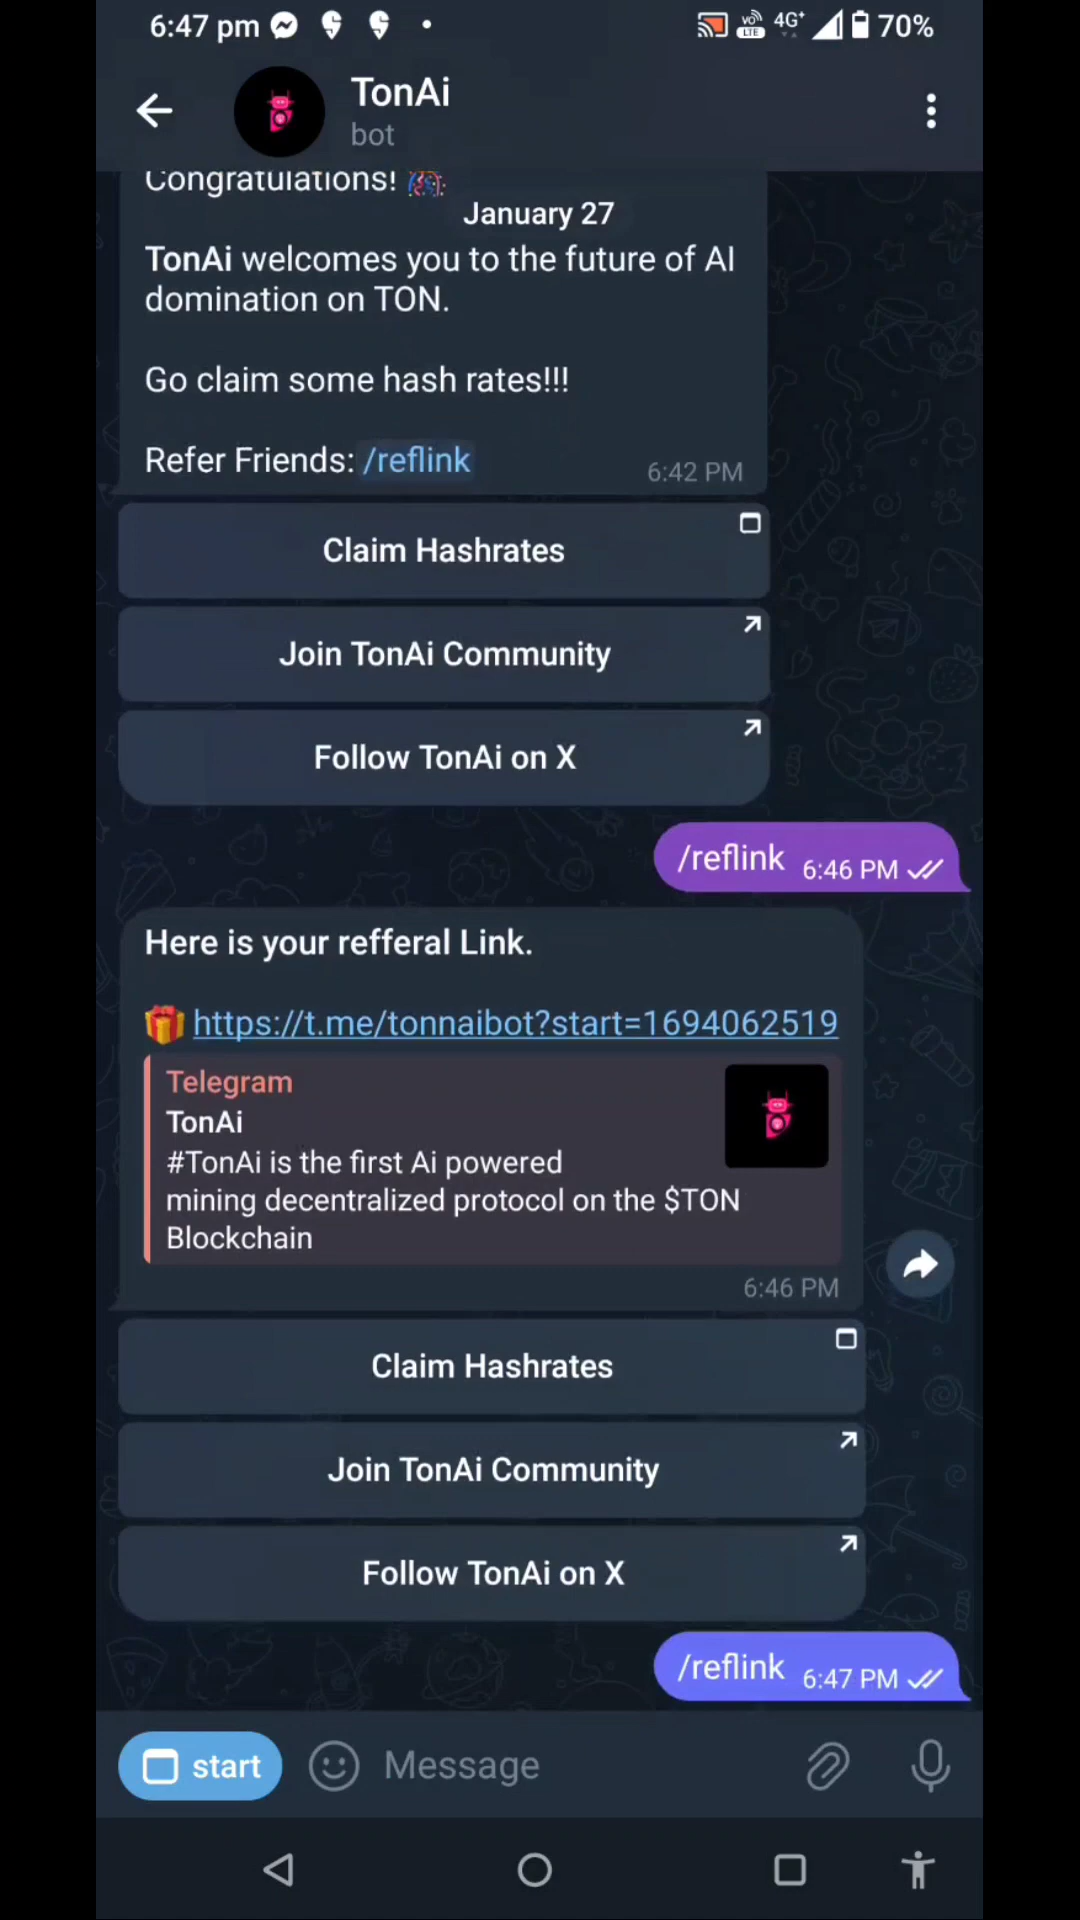 6:47 pm
VO LTE 4G+ 70%
TonAi
bot
Congratulations! 🎊
January 27
TonAi welcomes you to the future of AI
domination on TON.
Go claim some hash rates!!!
Refer Friends: /reflink
6:42 PM
Claim Hashrates
Join TonAi Community
Follow TonAi on X
/reflink 6:46 PM
Here is your refferal Link.
🎁 https://t.me/tonnaibot?start=1694062519
Telegram
TonAi
#TonAi is the first Ai powered
mining decentralized protocol on the $TON
Blockchain
6:46 PM
Claim Hashrates
Join TonAi Community
Follow TonAi on X
/reflink 6:47 PM
start Message